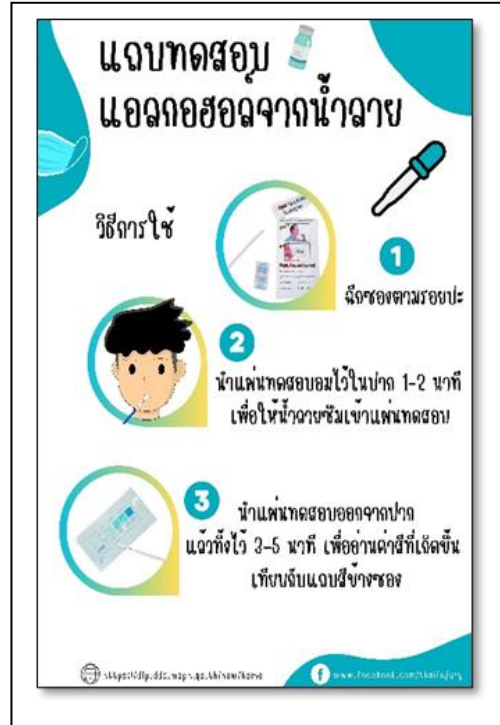 แถบทดสอบ
แอลกอฮอล์จากน้ำลาย
วิธีการใช้
1
ฉีกซองตามรอยปะ
2
นำแผ่นทดสอบอมไว้ในปาก 1-2 นาที
เพื่อให้น้ำลายซึมเข้าแผ่นทดสอบ
3
นำแผ่นทดสอบออกจากปาก
แล้วทิ้งไว้ 3-5 นาที เพื่ออ่านค่าสีที่เกิดขึ้น
เทียบกับแถบสีข้างซอง
www.facebook.com/thaiinjury